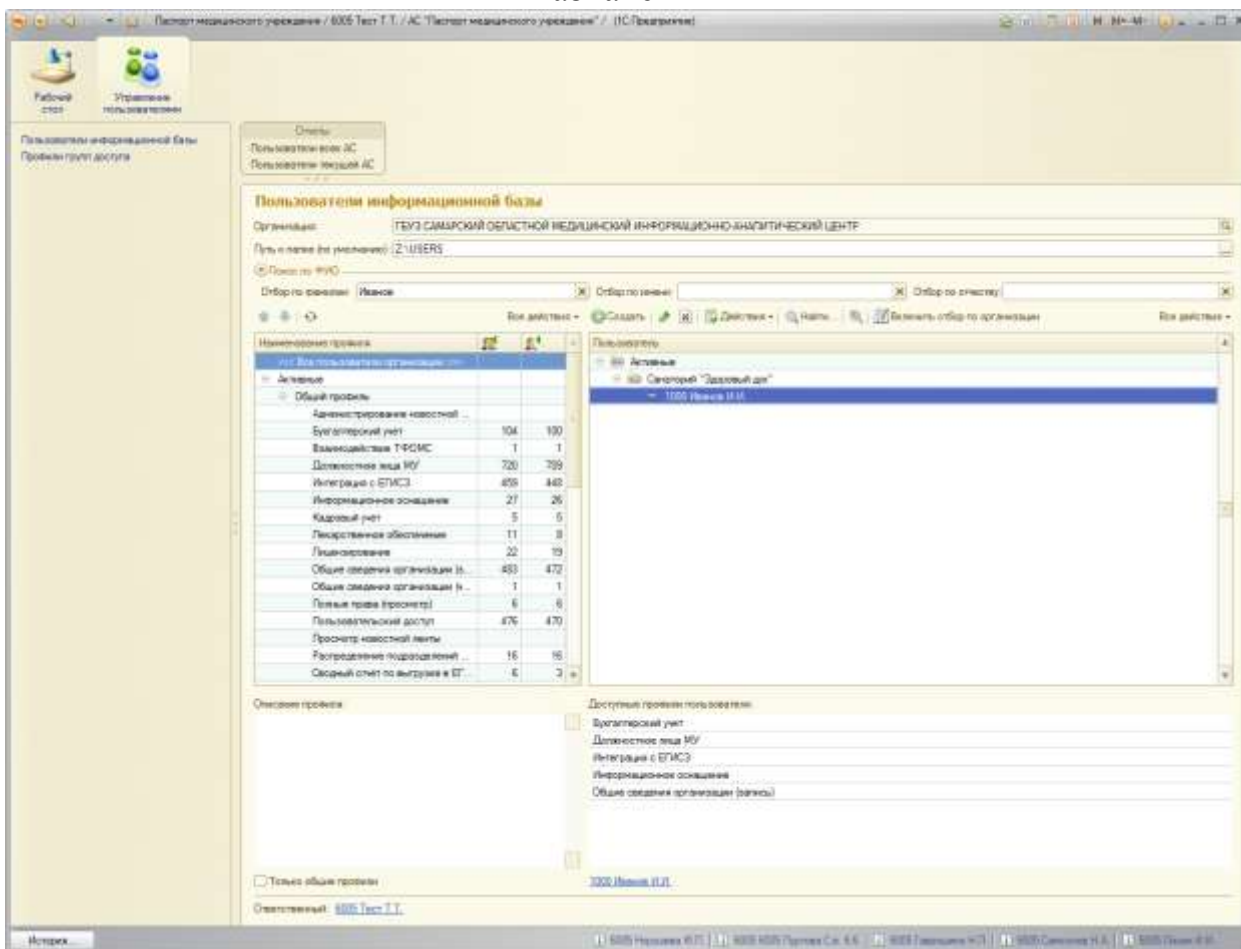 Паспорт медицинского учреждения / 6005 Тест Т.Т. / АС "Паспорт медицинского учреждения" / (1С:Предприятие)
M M+ M-
Рабочий стол
Управление пользователями
Пользователи информационной базы
Профили групп доступа
Отчеты
Пользователи всех АС
Пользователи текущей АС
Пользователи информационной базы
Организация: ГБУЗ САМАРСКИЙ ОБЛАСТНОЙ МЕДИЦИНСКИЙ ИНФОРМАЦИОННО-АНАЛИТИЧЕСКИЙ ЦЕНТР
Путь к папке (по умолчанию): Z:\USERS
Поиск по ФИО
Отбор по фамилии: Иванов Отбор по имени: Отбор по отчеству:
Все действия Создать Действия Найти... Включить отбор по организации Все действия
Наименование профиля Пользователь
<<< Все пользователи организации >>> Активные
Активные Санаторий "Здоровый дух"
Общий профиль 1000 Иванов И.И.
Администрирование новостной ...
Бухгалтерский учет 104 100
Взаимодействие ТФОМС 1 1
Должностные лица МУ 720 709
Интеграция с ЕГИСЗ 459 448
Информационное оснащение 27 26
Кадровый учет 5 5
Лекарственное обеспечение 11 8
Лицензирование 22 19
Общие сведения организации (з... 483 472
Общие сведения организации (ч... 1 1
Полные права (просмотр) 6 6
Пользовательский доступ 476 470
Просмотр новостной ленты
Распределение подразделений ... 16 16
Сводный отчет по выгрузке в ЕГ... 6 3
Описание профиля Доступные профили пользователя
Бухгалтерский учет
Должностные лица МУ
Интеграция с ЕГИСЗ
Информационное оснащение
Общие сведения организации (запись)
Только общие профили 1000 Иванов И.И.
Ответственный: 6005 Тест Т.Т.
История...